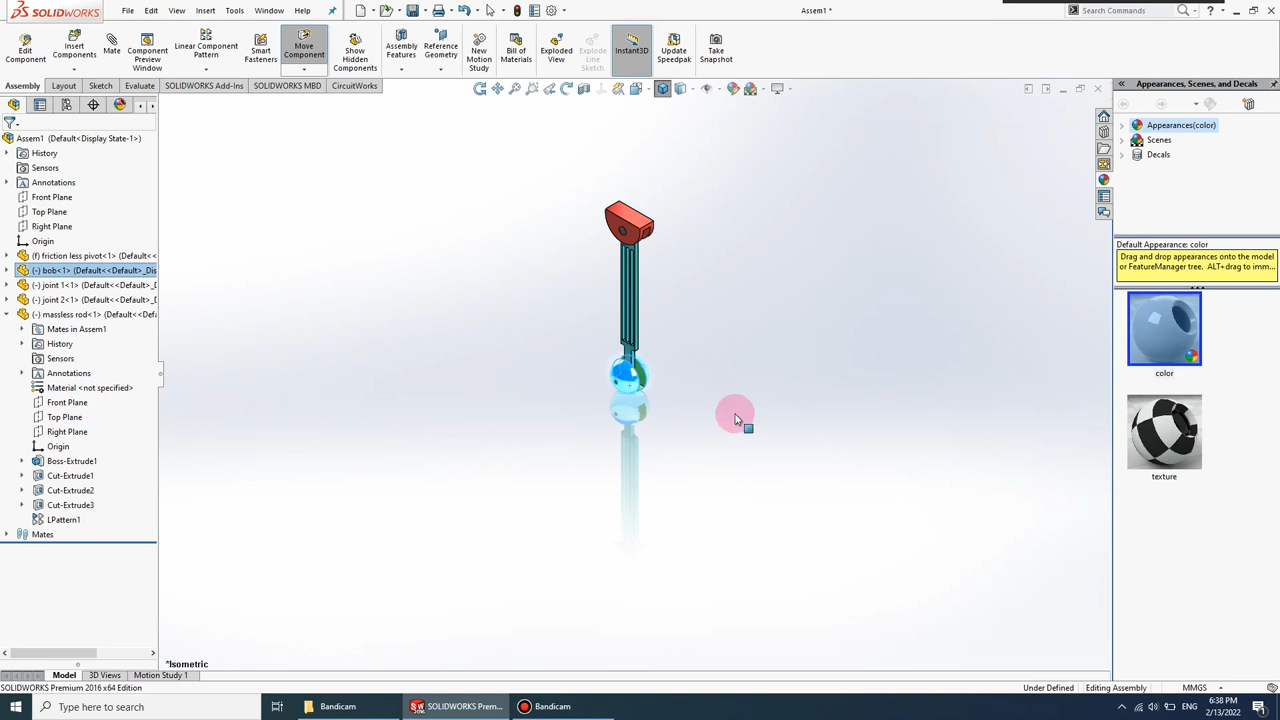 SOLIDWORKS
File Edit View Insert Tools Window Help
Assem1 *
Search Commands
Edit Component
Insert Components
Mate
Component Preview Window
Linear Component Pattern
Smart Fasteners
Move Component
Show Hidden Components
Assembly Features
Reference Geometry
New Motion Study
Bill of Materials
Exploded View
Explode Line Sketch
Instant3D
Update Speedpak
Take Snapshot
Assembly Layout Sketch Evaluate SOLIDWORKS Add-Ins SOLIDWORKS MBD CircuitWorks
Assem1 (Default<Display State-1>)
History
Sensors
Annotations
Front Plane
Top Plane
Right Plane
Origin
(f) friction less pivot<1> (Default<<
(-) bob<1> (Default<<Default>_Dis
(-) joint 1<1> (Default<<Default>_D
(-) joint 2<1> (Default<<Default>_D
(-) massless rod<1> (Default<<Defa
Mates in Assem1
History
Sensors
Annotations
Material <not specified>
Front Plane
Top Plane
Right Plane
Origin
Boss-Extrude1
Cut-Extrude1
Cut-Extrude2
Cut-Extrude3
LPattern1
Mates
*Isometric
Appearances, Scenes, and Decals
Appearances(color)
Scenes
Decals
Default Appearance: color
Drag and drop appearances onto the model
or FeatureManager tree. ALT+drag to imm...
color
texture
Model 3D Views Motion Study 1
SOLIDWORKS Premium 2016 x64 Edition
Under Defined Editing Assembly MMGS
Type here to search
Bandicam
SOLIDWORKS Prem...
Bandicam
ENG
6:38 PM
2/13/2022